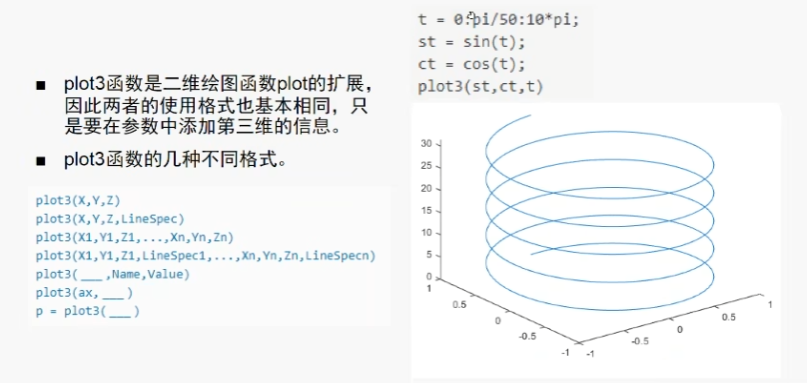 ■ plot3函数是二维绘图函数plot的扩展，
因此两者的使用格式也基本相同，只
是要在参数中添加第三维的信息。
■ plot3函数的几种不同格式。
plot3(X,Y,Z)
plot3(X,Y,Z,LineSpec)
plot3(X1,Y1,Z1,...,Xn,Yn,Zn)
plot3(X1,Y1,Z1,LineSpec1,...,Xn,Yn,Zn,LineSpecn)
plot3(___,Name,Value)
plot3(ax,___)
p = plot3(___)
t = 0:pi/50:10*pi;
st = sin(t);
ct = cos(t);
plot3(st,ct,t)
30
25
20
15
10
5
0
1
0.5
0
-0.5
-1
-1
-0.5
0
0.5
1